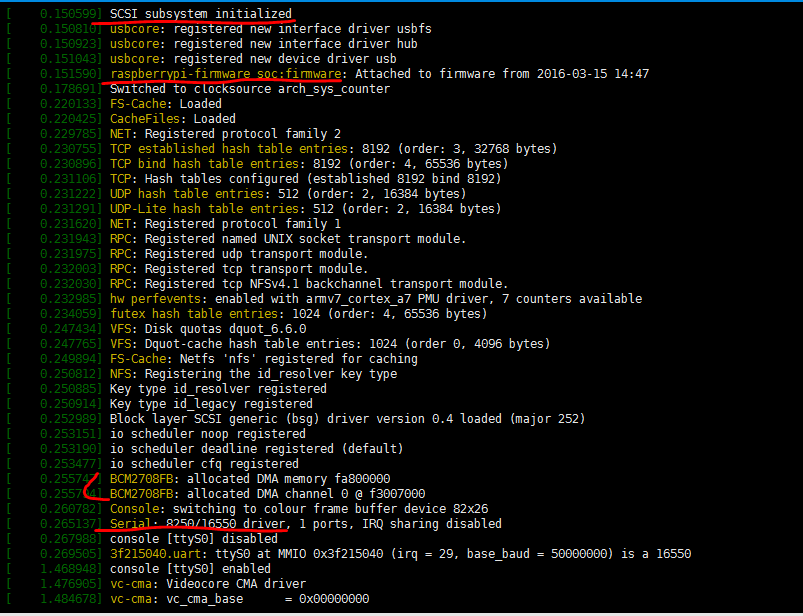 [    0.150599] SCSI subsystem initialized
[    0.150810] usbcore: registered new interface driver usbfs
[    0.150923] usbcore: registered new interface driver hub
[    0.151043] usbcore: registered new device driver usb
[    0.151590] raspberrypi-firmware soc:firmware: Attached to firmware from 2016-03-15 14:47
[    0.178691] Switched to clocksource arch_sys_counter
[    0.220133] FS-Cache: Loaded
[    0.220425] CacheFiles: Loaded
[    0.229785] NET: Registered protocol family 2
[    0.230755] TCP established hash table entries: 8192 (order: 3, 32768 bytes)
[    0.230896] TCP bind hash table entries: 8192 (order: 4, 65536 bytes)
[    0.231106] TCP: Hash tables configured (established 8192 bind 8192)
[    0.231222] UDP hash table entries: 512 (order: 2, 16384 bytes)
[    0.231291] UDP-Lite hash table entries: 512 (order: 2, 16384 bytes)
[    0.231620] NET: Registered protocol family 1
[    0.231943] RPC: Registered named UNIX socket transport module.
[    0.231975] RPC: Registered udp transport module.
[    0.232003] RPC: Registered tcp transport module.
[    0.232030] RPC: Registered tcp NFSv4.1 backchannel transport module.
[    0.232985] hw perfevents: enabled with armv7_cortex_a7 PMU driver, 7 counters available
[    0.234059] futex hash table entries: 1024 (order: 4, 65536 bytes)
[    0.247434] VFS: Disk quotas dquot_6.6.0
[    0.247765] VFS: Dquot-cache hash table entries: 1024 (order 0, 4096 bytes)
[    0.249894] FS-Cache: Netfs 'nfs' registered for caching
[    0.250812] NFS: Registering the id_resolver key type
[    0.250885] Key type id_resolver registered
[    0.250914] Key type id_legacy registered
[    0.252989] Block layer SCSI generic (bsg) driver version 0.4 loaded (major 252)
[    0.253151] io scheduler noop registered
[    0.253190] io scheduler deadline registered (default)
[    0.253477] io scheduler cfq registered
[ BCM2708FB: allocated DMA memory fa800000
[ BCM2708FB: allocated DMA channel 0 @ f3007000
[    0.260782] Console: switching to colour frame buffer device 82x26
[    0.265137] Serial: 8250/16550 driver, 1 ports, IRQ sharing disabled
[    0.267988] console [ttyS0] disabled
[    0.269505] 3f215040.uart: ttyS0 at MMIO 0x3f215040 (irq = 29, base_baud = 50000000) is a 16550
[    1.468948] console [ttyS0] enabled
[    1.476905] vc-cma: Videocore CMA driver
[    1.484678] vc-cma: vc_cma_base      = 0x00000000